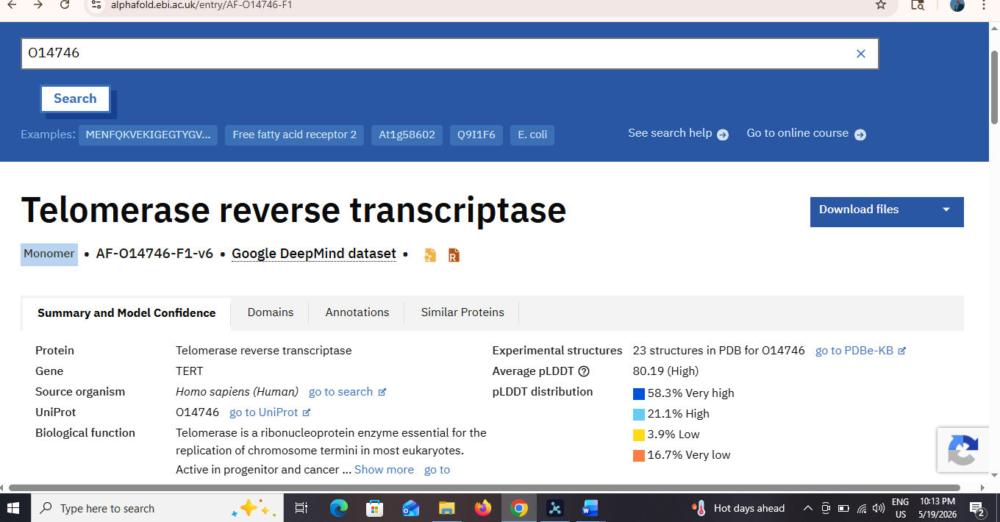 alphafold.ebi.ac.uk/entry/AF-O14746-F1
O14746
Search
Examples: MENFQKVEKIGEGTYGV... Free fatty acid receptor 2 At1g58602 Q9I1F6 E. coli See search help Go to online course
Telomerase reverse transcriptase
Download files
Monomer • AF-O14746-F1-v6 • Google DeepMind dataset •
R
Summary and Model Confidence Domains Annotations Similar Proteins
Protein Telomerase reverse transcriptase
Gene TERT
Source organism Homo sapiens (Human) go to search
UniProt O14746 go to UniProt
Biological function Telomerase is a ribonucleoprotein enzyme essential for the
replication of chromosome termini in most eukaryotes.
Active in progenitor and cancer ... Show more go to
Experimental structures 23 structures in PDB for O14746 go to PDBe-KB
Average pLDDT ? 80.19 (High)
pLDDT distribution 58.3% Very high
21.1% High
3.9% Low
16.7% Very low
Type here to search
Hot days ahead
ENG
US
10:13 PM
5/19/2026
2